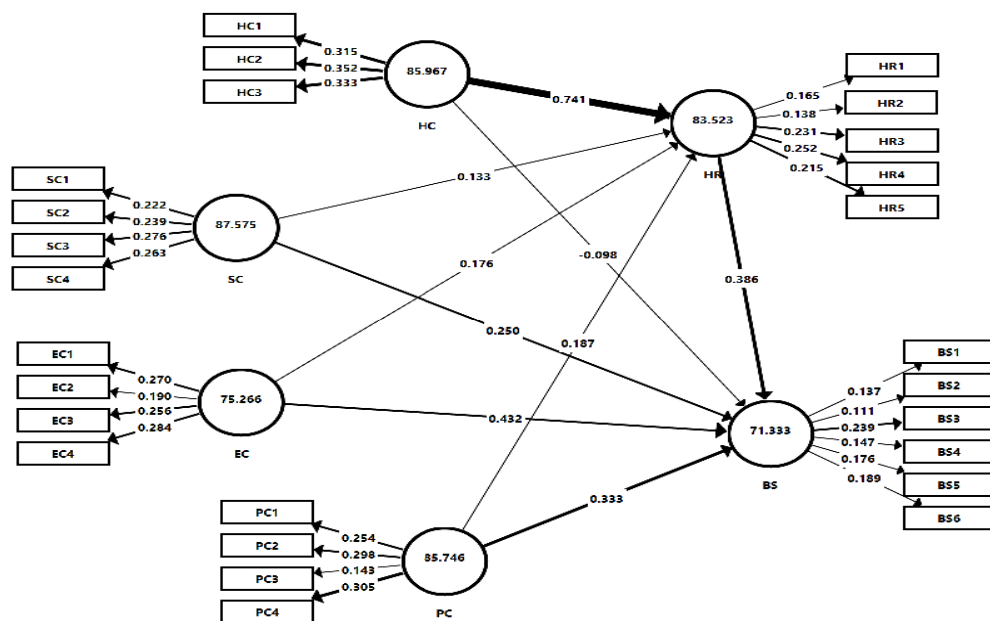 HC1
HC2
HC3
0.315
0.352
0.333
85.967
HC
0.741
83.523
HR
0.165
0.138
0.231
0.252
0.215
HR1
HR2
HR3
HR4
HR5
SC1
SC2
SC3
SC4
0.222
0.239
0.276
0.263
87.575
SC
0.133
0.176
-0.098
0.386
0.250
0.187
EC1
EC2
EC3
EC4
0.270
0.190
0.256
0.284
75.266
EC
0.432
71.333
BS
0.137
0.111
0.239
0.147
0.176
0.189
BS1
BS2
BS3
BS4
BS5
BS6
0.333
PC1
PC2
PC3
PC4
0.254
0.298
0.143
0.305
85.746
PC